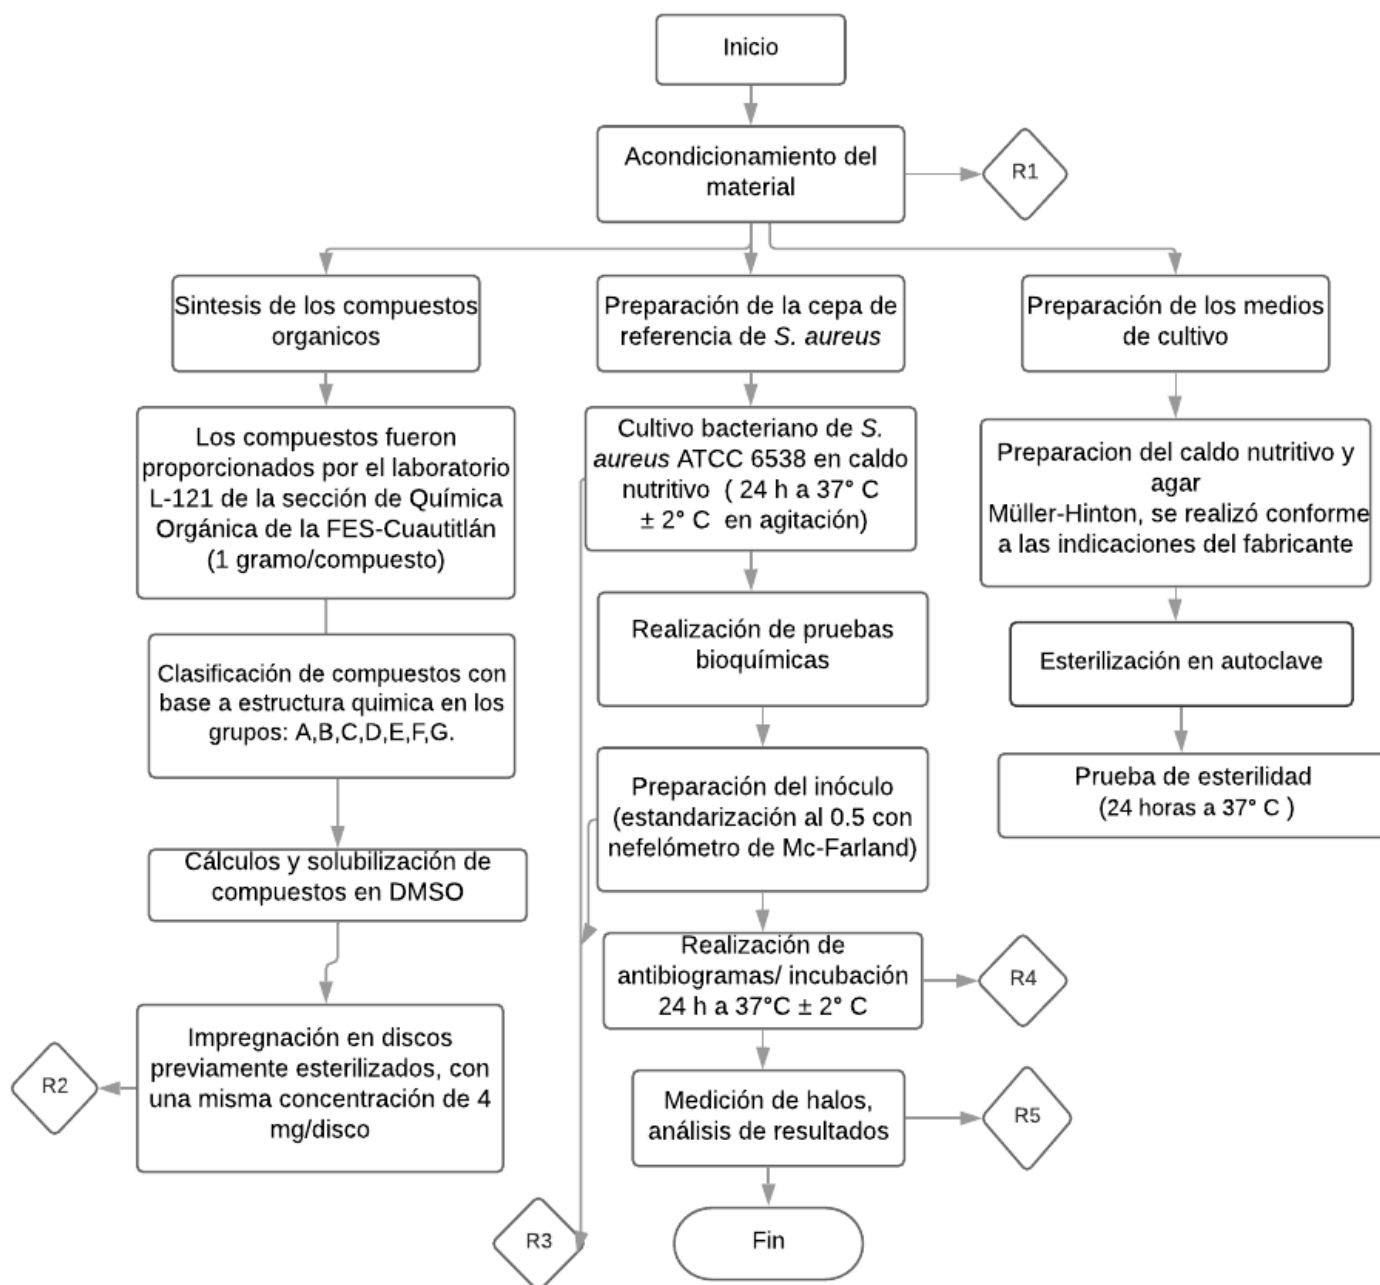 Inicio
Acondicionamiento del
material
R1
Sintesis de los compuestos
organicos
Los compuestos fueron
proporcionados por el laboratorio
L-121 de la sección de Química
Orgánica de la FES-Cuautitlán
(1 gramo/compuesto)
Clasificación de compuestos con
base a estructura quimica en los
grupos: A,B,C,D,E,F,G.
Cálculos y solubilización de
compuestos en DMSO
Impregnación en discos
previamente esterilizados, con
una misma concentración de 4
mg/disco
R2
Preparación de la cepa de
referencia de S. aureus
Cultivo bacteriano de S.
aureus ATCC 6538 en caldo
nutritivo ( 24 h a 37° C
± 2° C en agitación)
Realización de pruebas
bioquímicas
Preparación del inóculo
(estandarización al 0.5 con
nefelómetro de Mc-Farland)
R3
Realización de
antibiogramas/ incubación
24 h a 37°C ± 2° C
R4
Medición de halos,
análisis de resultados
R5
Fin
Preparación de los medios
de cultivo
Preparacion del caldo nutritivo y
agar
Müller-Hinton, se realizó conforme
a las indicaciones del fabricante
Esterilización en autoclave
Prueba de esterilidad
(24 horas a 37° C )